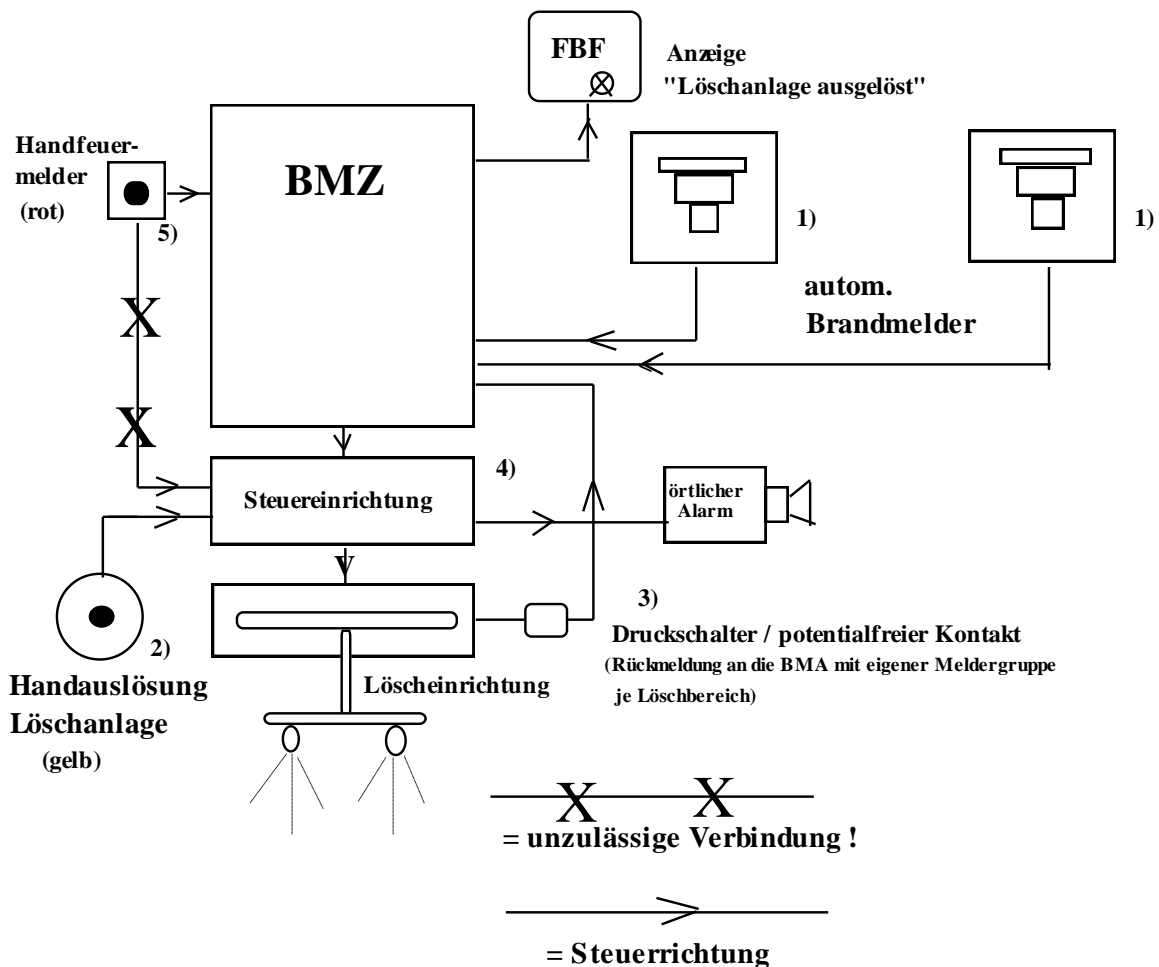 FBF
Anzeige
"Löschanlage ausgelöst"
Handfeuer-
melder
(rot)
5)
BMZ
1)
1)
autom.
Brandmelder
X
X
4)
Steuereinrichtung
örtlicher
Alarm
V
2)
Handauslösung
Löschanlage
(gelb)
3)
Druckschalter / potentialfreier Kontakt
(Rückmeldung an die BMA mit eigener Meldergruppe
je Löschbereich)
Löscheinrichtung
X X
= unzulässige Verbindung !
= Steuerrichtung